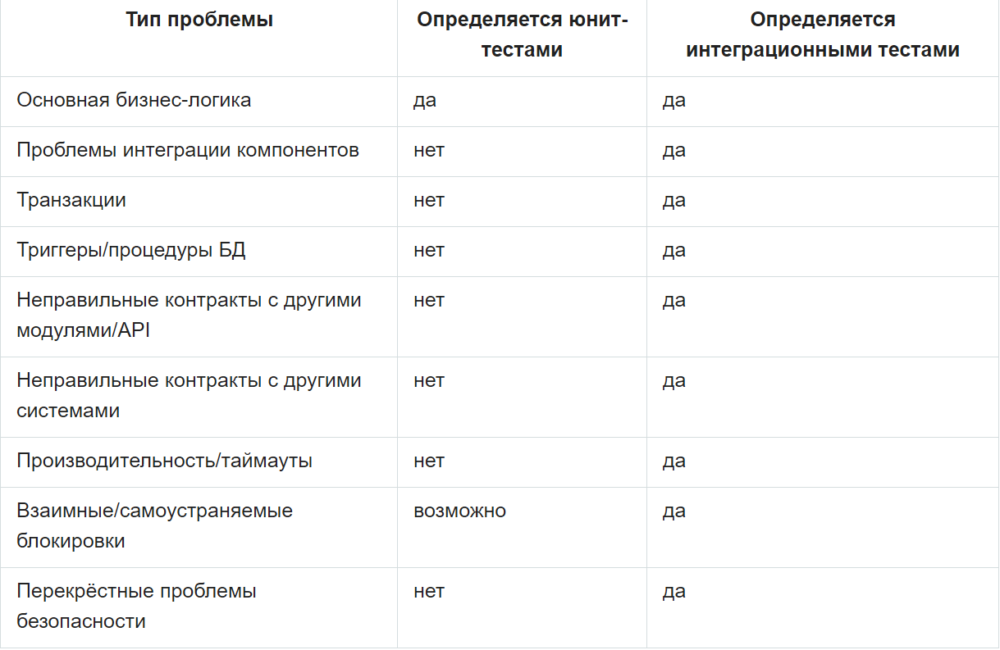 Тип проблемы
Определяется юнит-
тестами
Определяется
интеграционными тестами
Основная бизнес-логика
да
да
Проблемы интеграции компонентов
нет
да
Транзакции
нет
да
Триггеры/процедуры БД
нет
да
Неправильные контракты с другими
модулями/API
нет
да
Неправильные контракты с другими
системами
нет
да
Производительность/таймауты
нет
да
Взаимные/самоустраняемые
блокировки
возможно
да
Перекрёстные проблемы
безопасности
нет
да